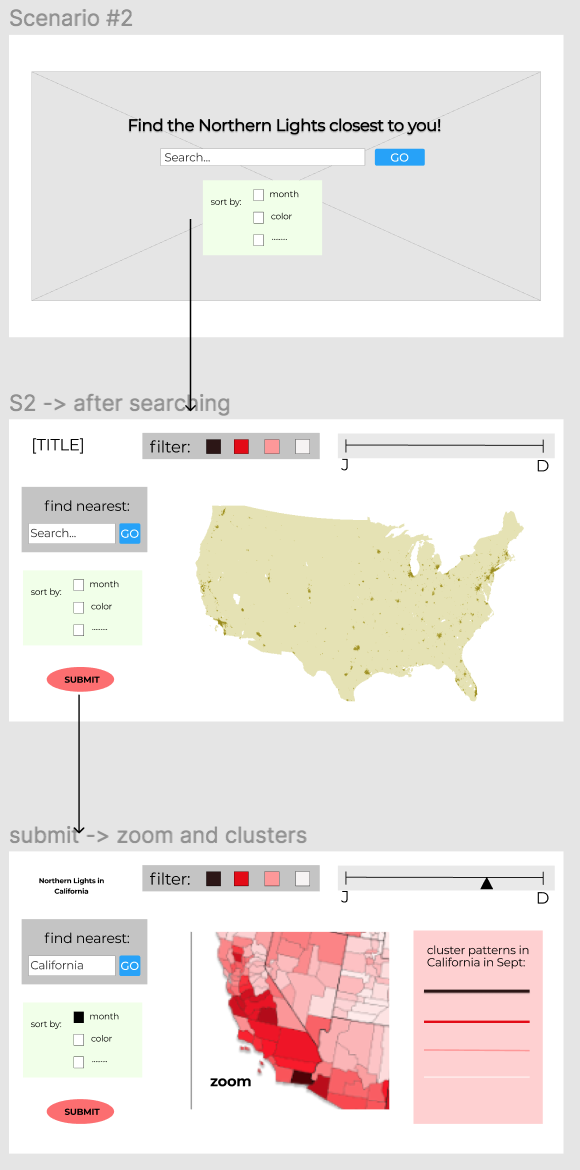 Scenario #2
Find the Northern Lights closest to you!
Search...
GO
sort by:
month
color
........
S2 -> after searching
[TITLE]
filter:
J
D
find nearest:
Search...
GO
sort by:
month
color
........
SUBMIT
submit -> zoom and clusters
Northern Lights in
California
filter:
J
D
find nearest:
California
GO
sort by:
month
color
........
SUBMIT
zoom
cluster patterns in
California in Sept: